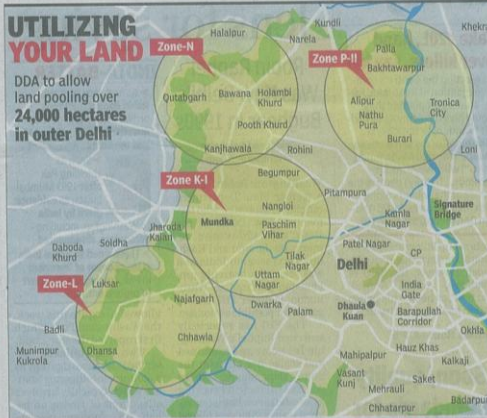 UTILIZING
YOUR LAND
DDA to allow
land pooling over
24,000 hectares
in outer Delhi
Zone-N
Halalpur
Narela
Kundli
Zone P-II
Palla
Bakhtawarpur
Qutabgarh
Bawana
Holambi
Khurd
Pooth Khurd
Alipur
Nathu
Pura
Tronica
City
Burari
Loni
Kanjhawala
Rohini
Zone K-I
Begumpur
Pitampura
Signature
Bridge
Nangloi
Mundka
Paschim
Vihar
Kamla
Nagar
Jharoda
Kalan
Soldha
Daboda
Khurd
Patel Nagar
CP
Tilak
Nagar
Delhi
Zone-L
Luksar
Uttam
Nagar
India
Gate
Najafgarh
Dwarka
Palam
Dhaula
Kuan
Barapullah
Corridor
Badli
Chhawla
Okhla
Munimpur
Kukrola
Dhansa
Mahipalpur
Hauz Khas
Kalkaji
Vasant
Kunj
Saket
Mehrauli
Chhatarpur
Badarpu